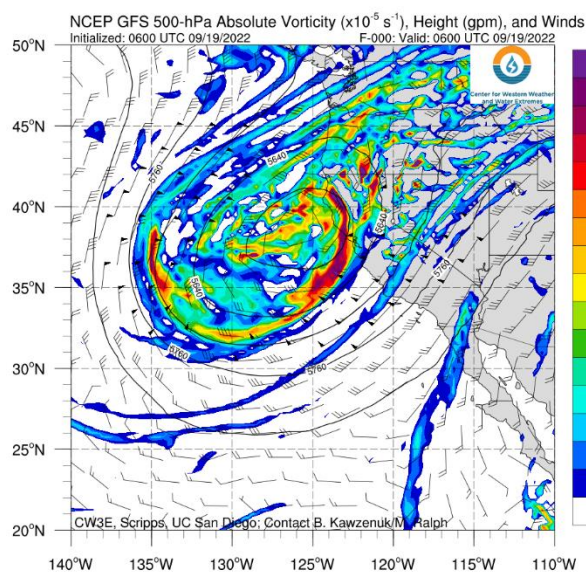 NCEP GFS 500-hPa Absolute Vorticity (x10-5 s-1), Height (gpm), and Winds
Initialized: 0600 UTC 09/19/2022 F-000: Valid: 0600 UTC 09/19/2022
Center for Western Weather
and Water Extremes
50°N
45°N
40°N
35°N
30°N
25°N
20°N
5640
5760
5640
5760
5640
5760
5760
CW3E, Scripps, UC San Diego; Contact B. Kawzenuk/M. Ralph
140°W 135°W 130°W 125°W 120°W 115°W 110°W